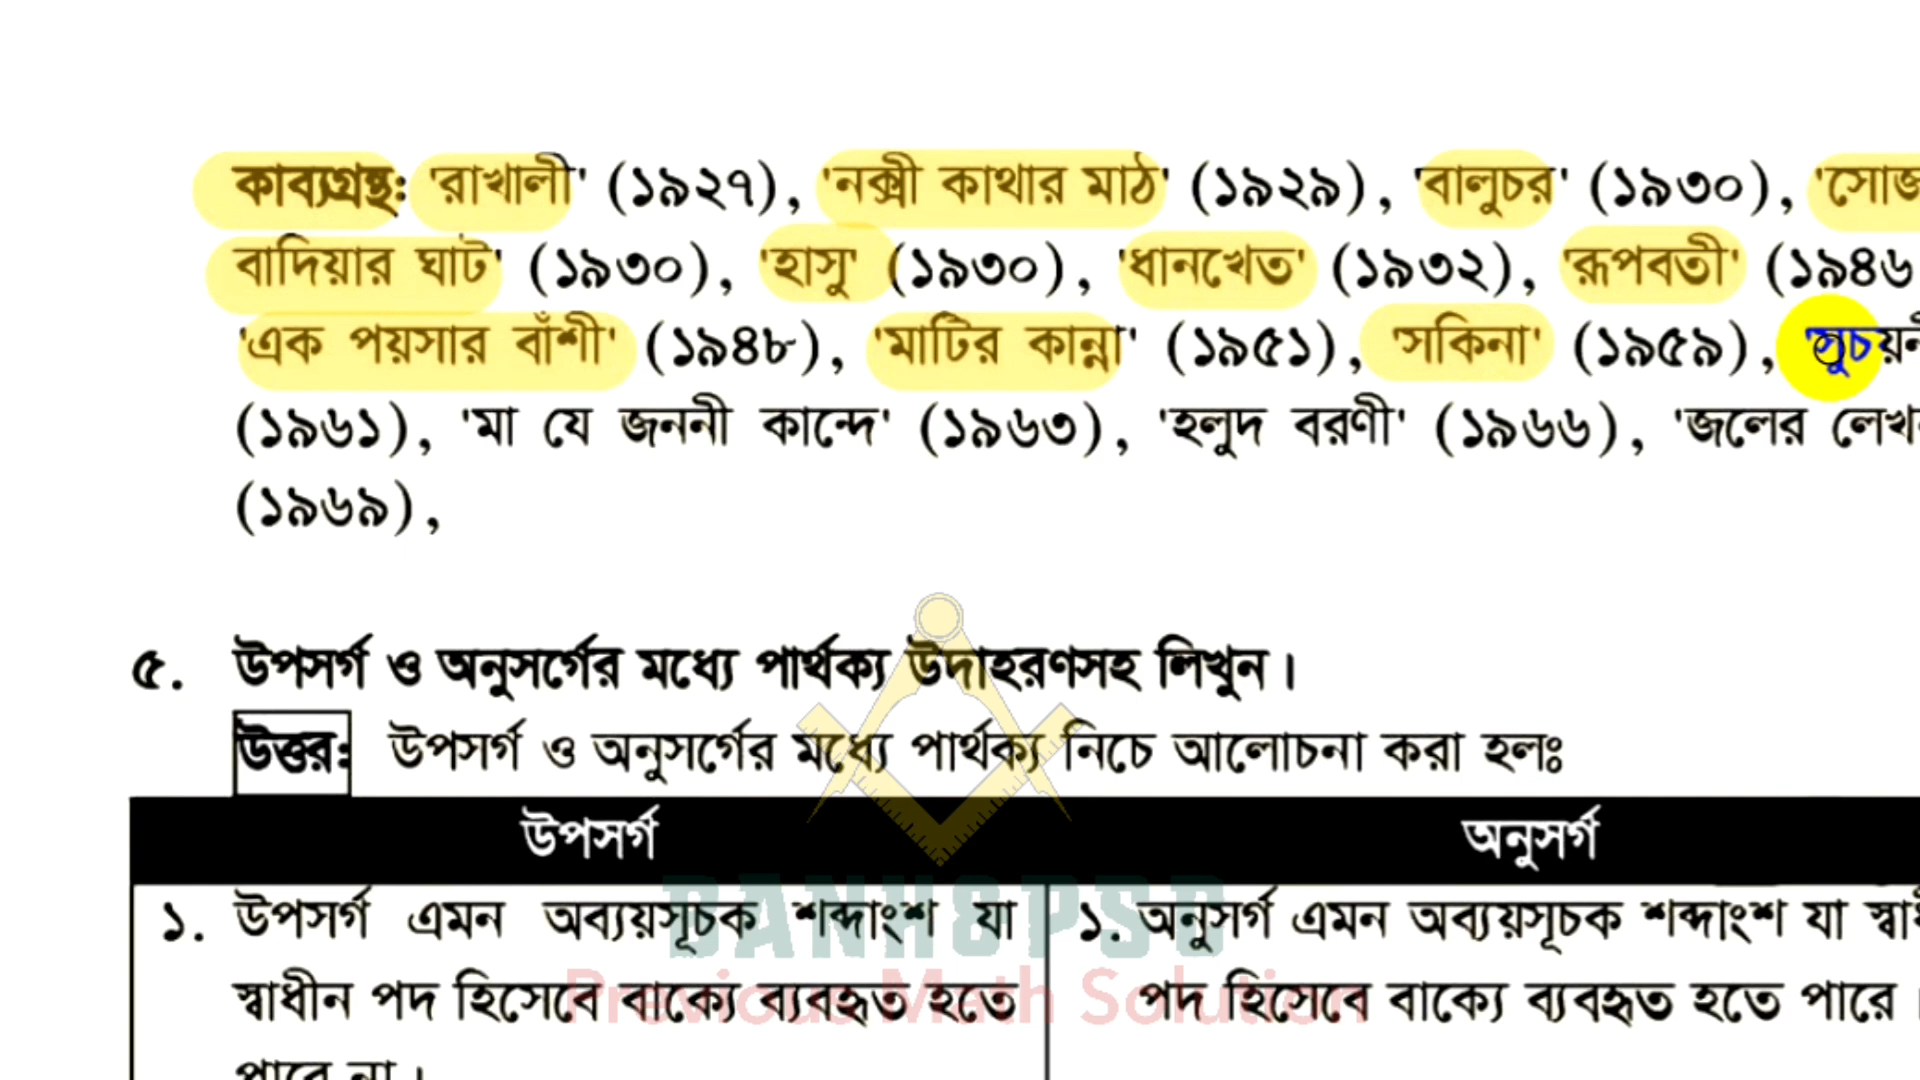 কাব্যগ্রন্থ: 'রাখালী' (১৯২৭), 'নক্সী কাথার মাঠ' (১৯২৯), 'বালুচর' (১৯৩০),
বাদিয়ার ঘাট' (১৯৩০), 'হাসু' (১৯৩০), 'ধানখেত' (১৯৩২), 'রূপবতী' (১৯৪৬
'এক পয়সার বাঁশী' (১৯৪৮), 'মাটির কান্না' (১৯৫১), 'সকিনা' (১৯৫৯),
(১৯৬১), 'মা যে জননী কান্দে' (১৯৬৩), 'হলুদ বরণী' (১৯৬৬), 'জলের
(১৯৬৯),
৫. উপসর্গ ও অনুসর্গের মধ্যে পার্থক্য উদাহরণসহ লিখুন।
উত্তর: উপসর্গ ও অনুসর্গের মধ্যে পার্থক্য নিচে আলোচনা করা হলঃ
উপসর্গ অনুসর্গ
১. উপসর্গ এমন অব্যয়সূচক শব্দাংশ যা
স্বাধীন পদ হিসেবে বাক্যে ব্যবহৃত হতে
পারে না।
১. অনুসর্গ এমন অব্যয়সূচক শব্দাংশ যা
পদ হিসেবে বাক্যে ব্যবহৃত হতে পারে।
BANHOPSD
Previous Math Solution